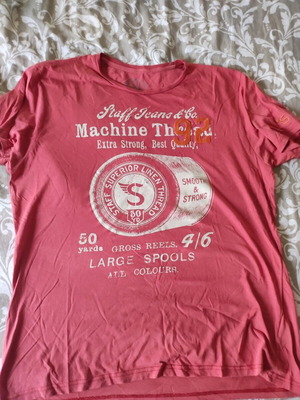 Staff Jeans & Co.
Machine Thread.
Extra Strong, Best Quality.
STAFF SUPERIOR LINEN THREAD
S
80
SMOOTH
&
STRONG
50
yards
GROSS REELS, 4/6
LARGE SPOOLS
ALL COLOURS.